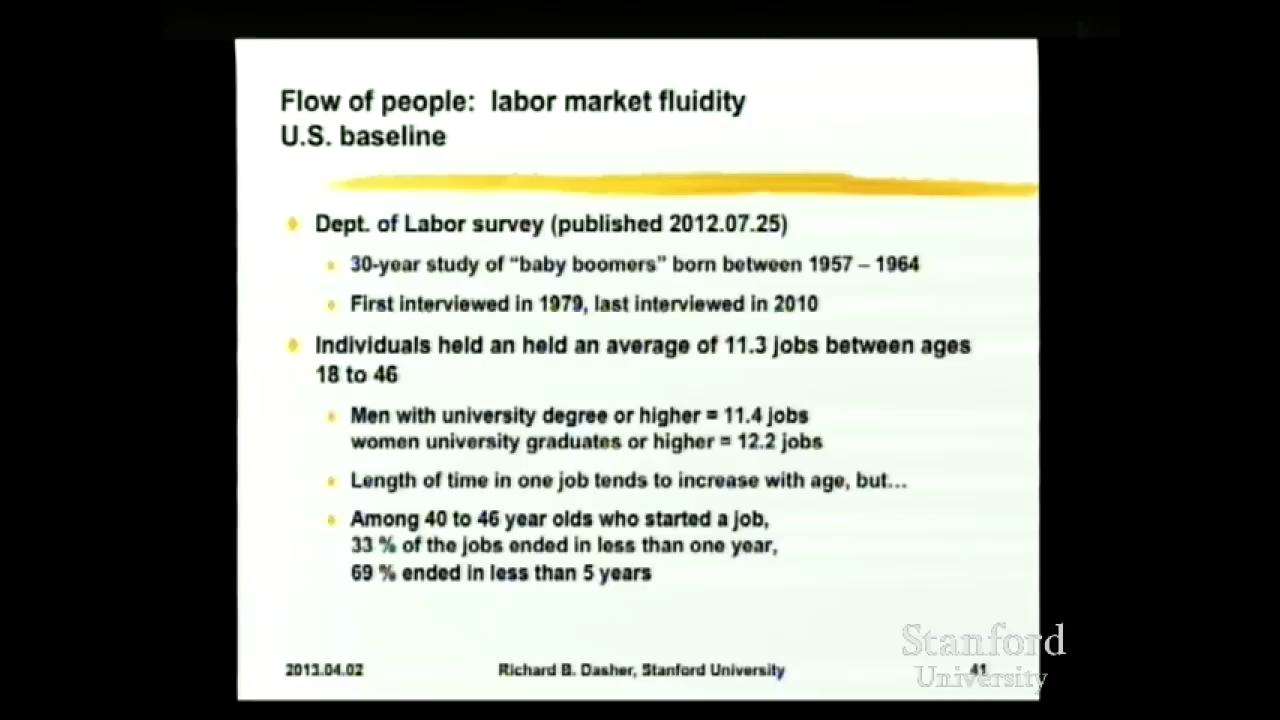 Flow of people: labor market fluidity
U.S. baseline
Dept. of Labor survey (published 2012.07.25)
30-year study of “baby boomers” born between 1957 – 1964
First interviewed in 1979, last interviewed in 2010
Individuals held an held an average of 11.3 jobs between ages
18 to 46
Men with university degree or higher = 11.4 jobs
women university graduates or higher = 12.2 jobs
Length of time in one job tends to increase with age, but...
Among 40 to 46 year olds who started a job,
33 % of the jobs ended in less than one year,
69 % ended in less than 5 years
2013.04.02
Richard B. Dasher, Stanford University
41
Stanford
University